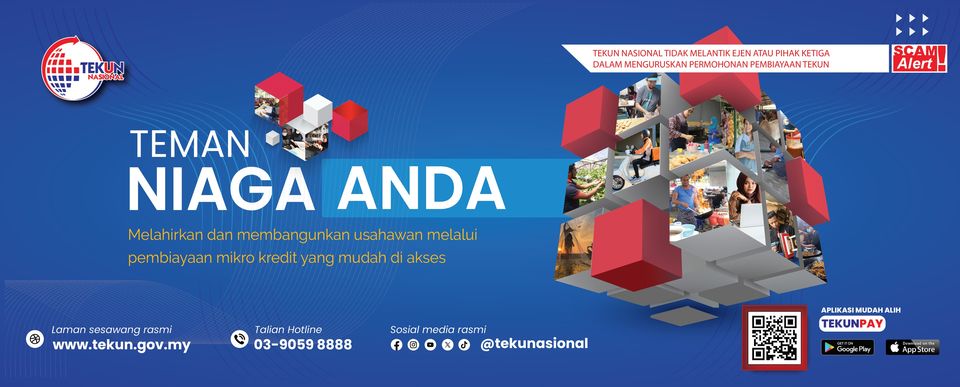 TEKUN
NASIONAL
TEKUN NASIONAL TIDAK MELANTIK EJEN ATAU PIHAK KETIGA
DALAM MENGURUSKAN PERMOHONAN PEMBIAYAAN TEKUN
SCAM
Alert!
TEMAN
NIAGA ANDA
Melahirkan dan membangunkan usahawan melalui
pembiayaan mikro kredit yang mudah di akses
Laman sesawang rasmi
www.tekun.gov.my
Talian Hotline
03-9059 8888
Sosial media rasmi
@tekunasional
APLIKASI MUDAH ALIH
TEKUNPAY
GET IT ON
Google Play
Download on the
App Store